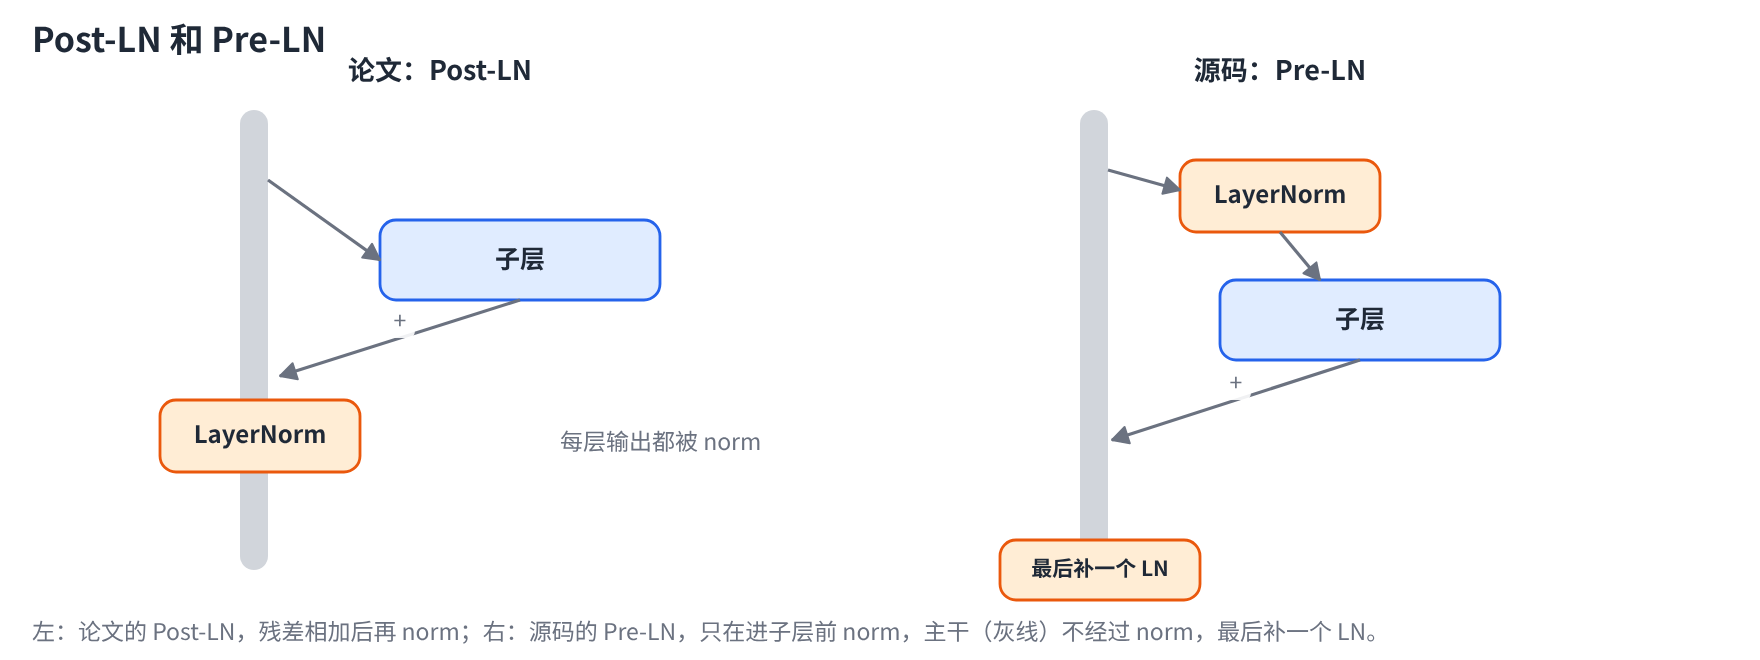 Post-LN 和 Pre-LN
论文：Post-LN
源码：Pre-LN
子层
+
LayerNorm
每层输出都被 norm
LayerNorm
子层
+
最后补一个 LN
左：论文的 Post-LN，残差相加后再 norm；右：源码的 Pre-LN，只在进子层前 norm，主干（灰线）不经过 norm，最后补一个 LN。